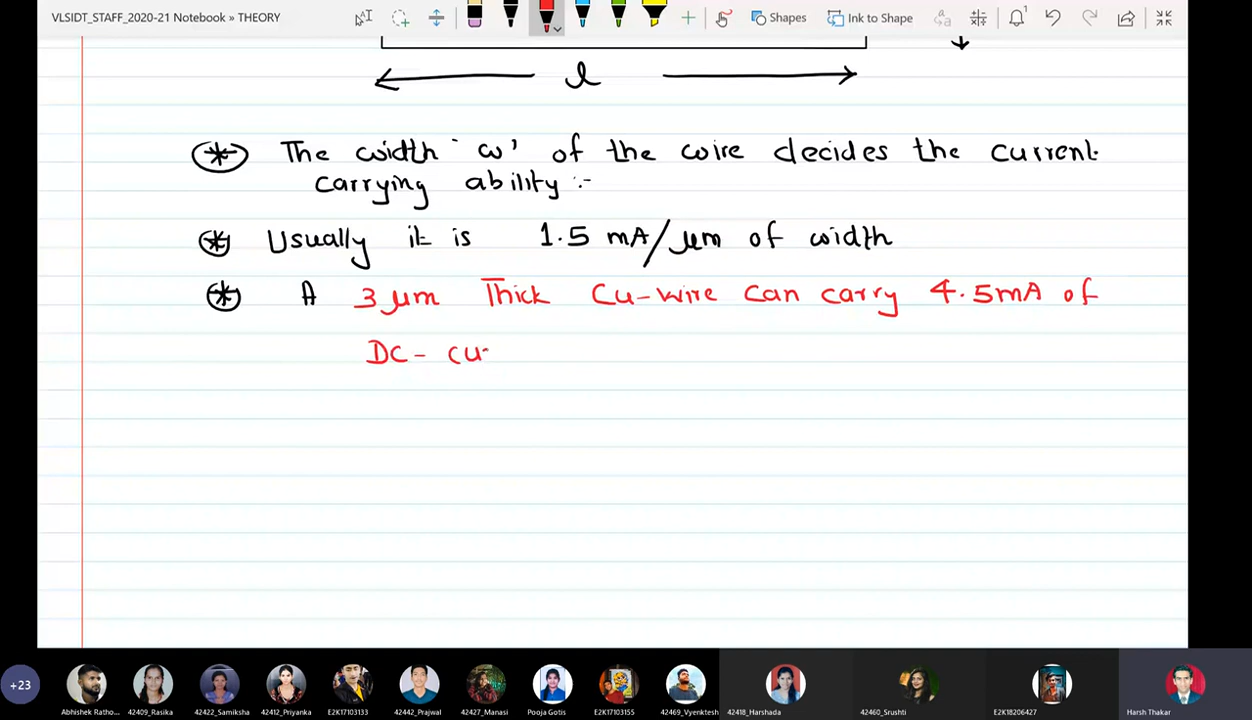 VLSIDT_STAFF_2020-21 Notebook » THEORY
Shapes
Ink to Shape
l
The width 'w' of the wire decides the current
carrying ability :-
Usually it is 1.5 mA/μm of width
A 3 μm Thick Cu-wire can carry 4.5mA of
DC - cur
+23
Abhishek Ratho...
42409_Rasika
42422_Samiksha
42412_Priyanka
E2K17103133
42442_Prajwal
42427_Manasi
Pooja Gotis
E2K17103155
42469_Vyenktesh
42418_Harshada
42460_Srushti
E2K18206427
Harsh Thakar